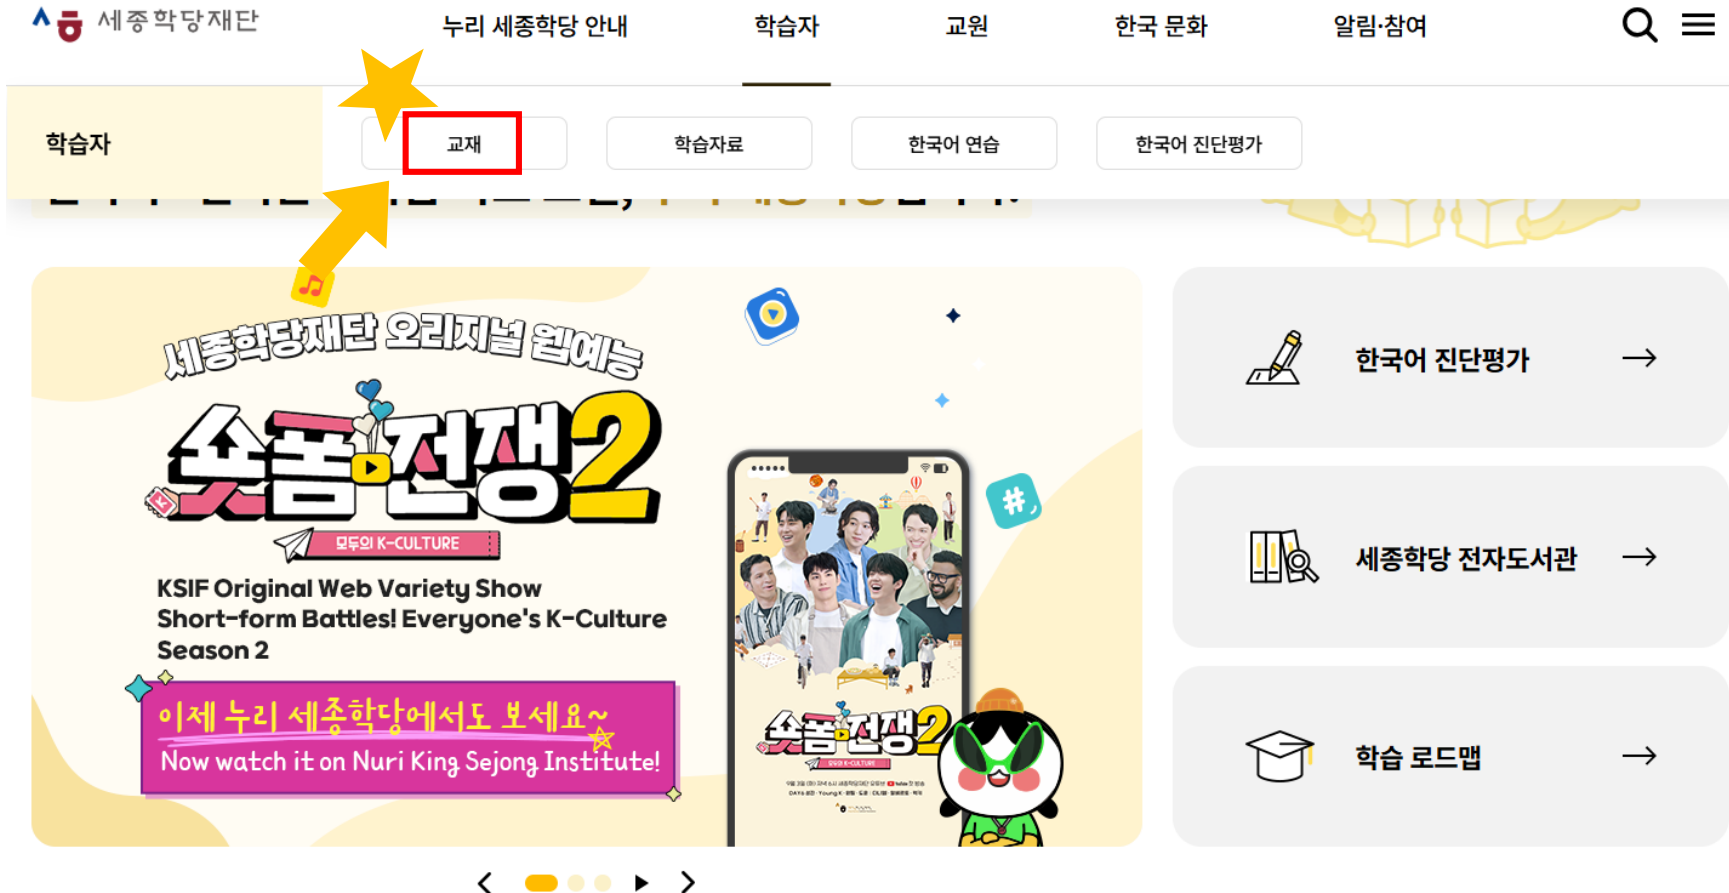 세종학당재단
누리 세종학당 안내
학습자
교원
한국 문화
알림·참여
학습자
교재
학습자료
한국어 연습
한국어 진단평가
세종학당재단 오리지널 웹예능
숏폼전쟁2
모두의 K-CULTURE
KSIF Original Web Variety Show
Short-form Battles! Everyone's K-Culture
Season 2
이제 누리 세종학당에서도 보세요~
Now watch it on Nuri King Sejong Institute!
#
숏폼전쟁2
모두의 K-CULTURE
한국어 진단평가
세종학당 전자도서관
학습 로드맵